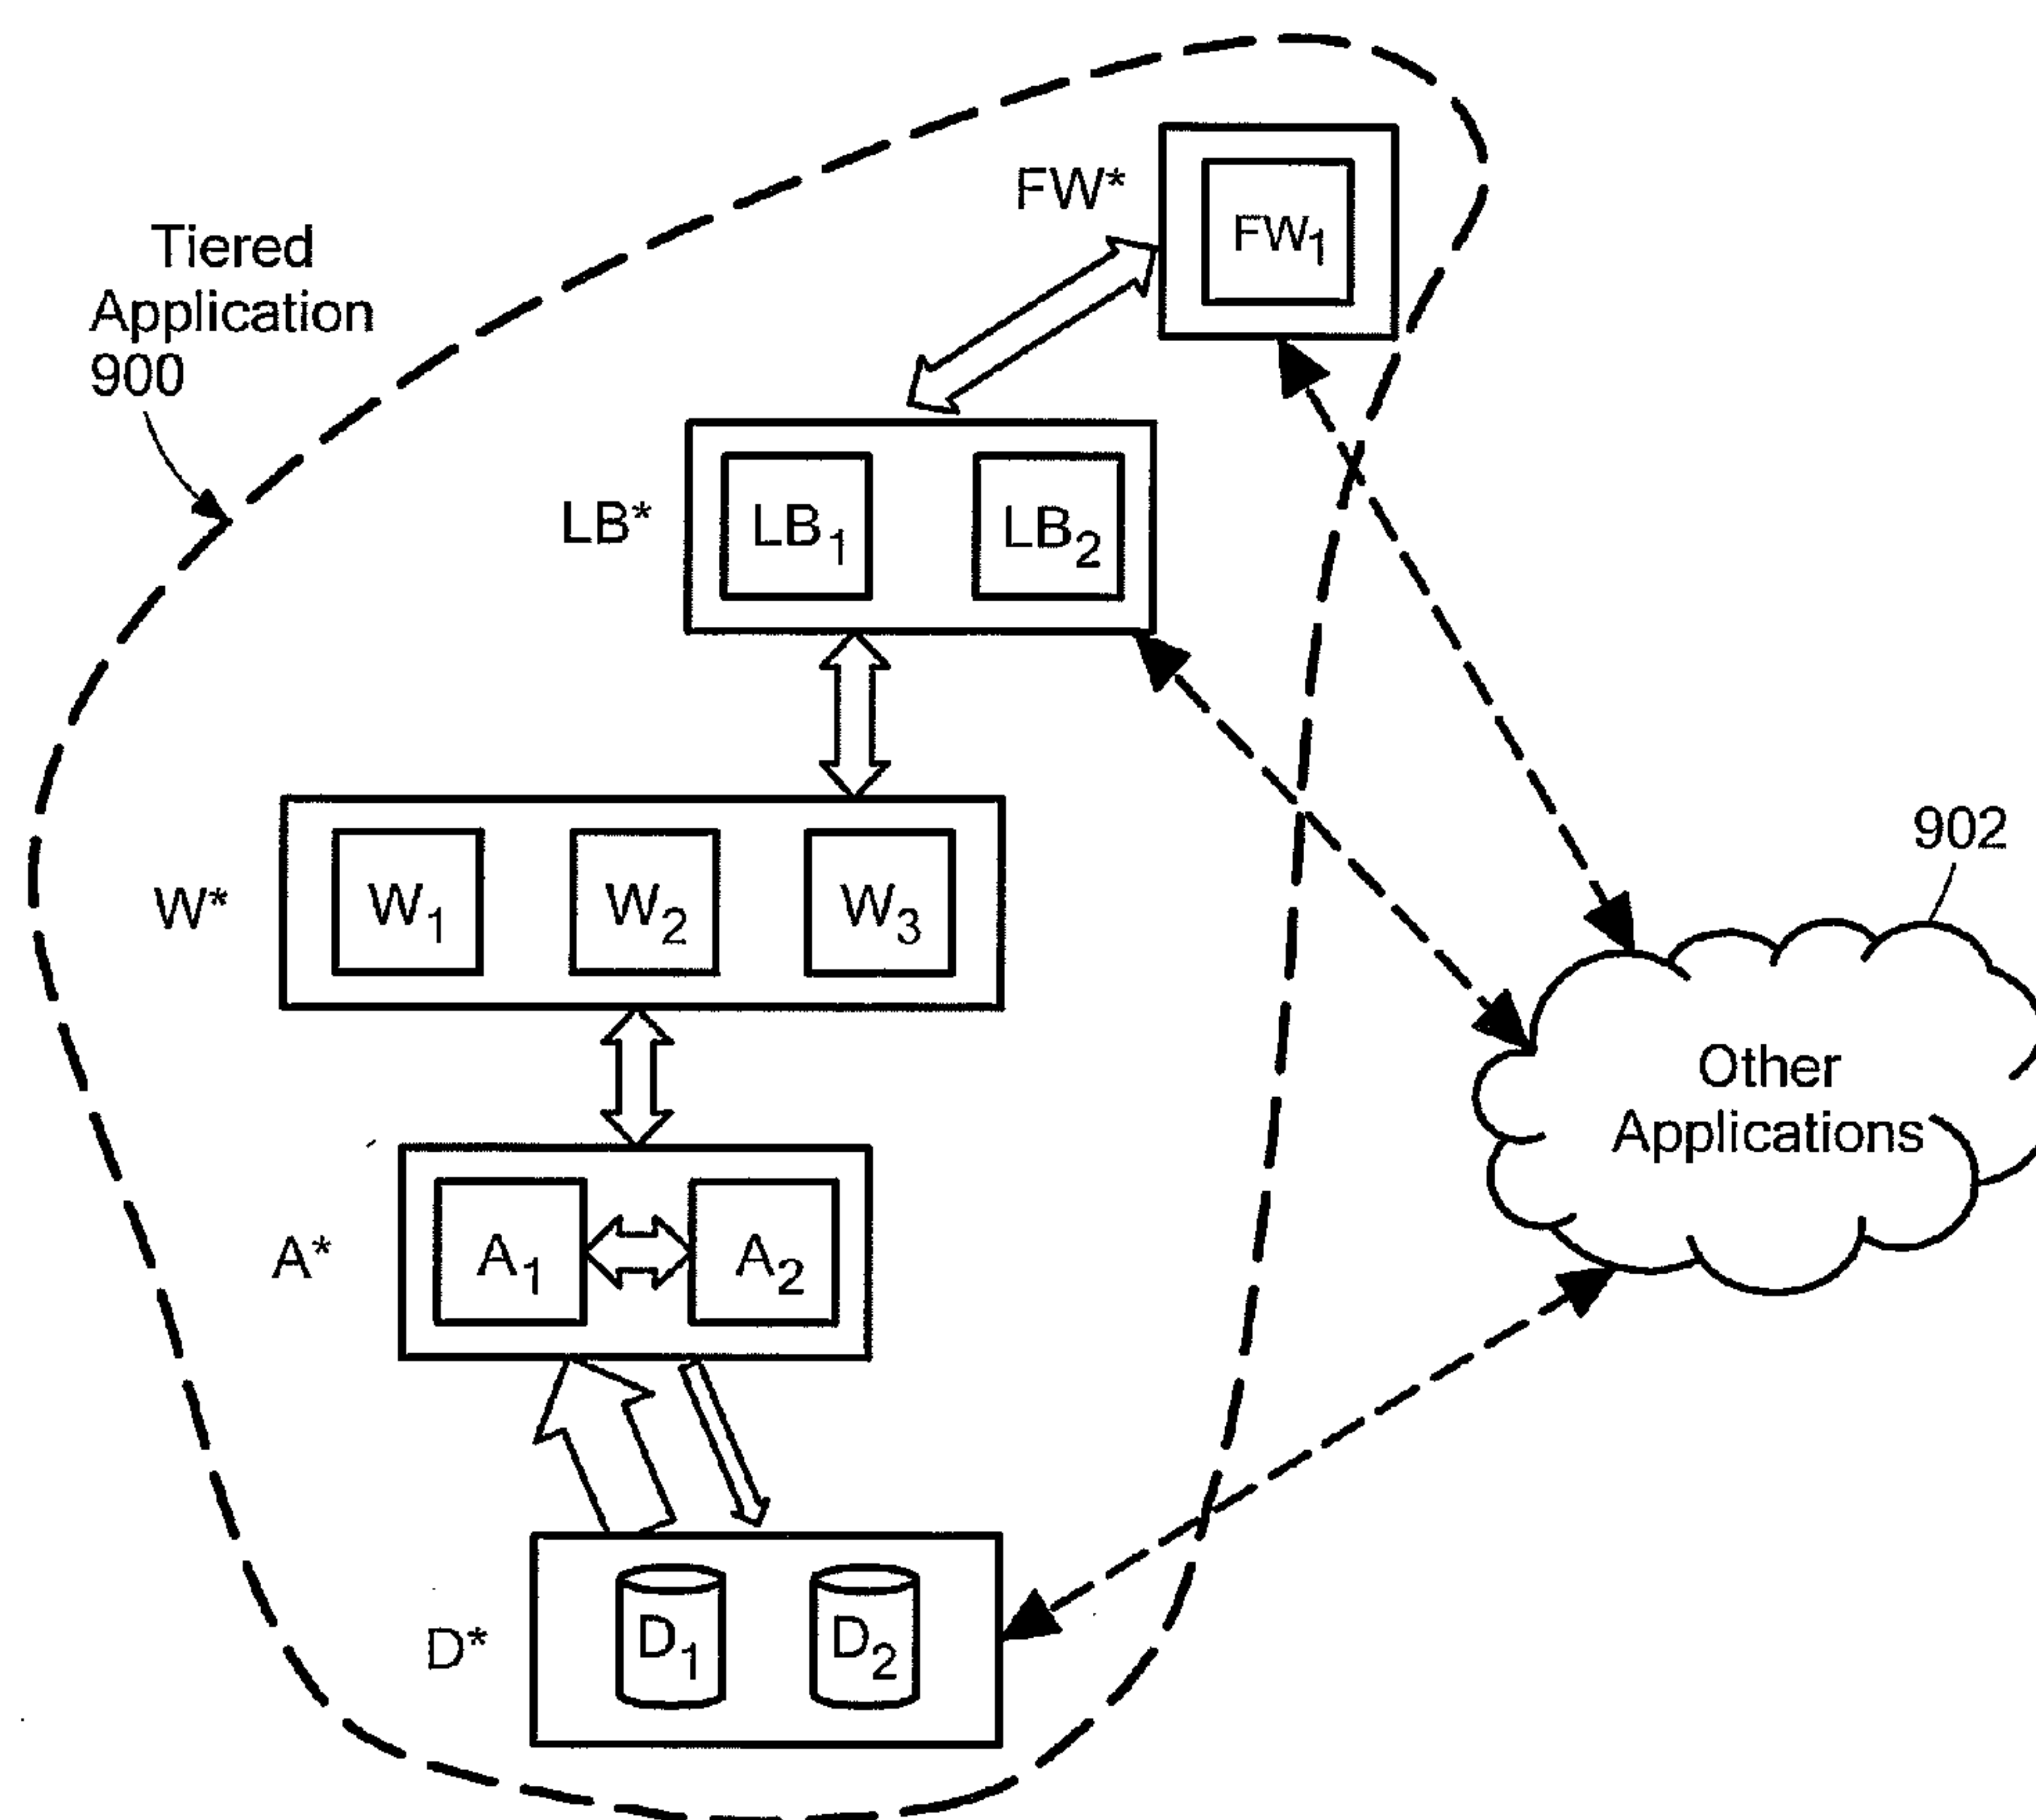 Tiered
Application
900
FW*
FW1
LB*
LB1
LB2
902
W*
W1
W2
W3
Other
Applications
A*
A1
A2
D*
D1
D2